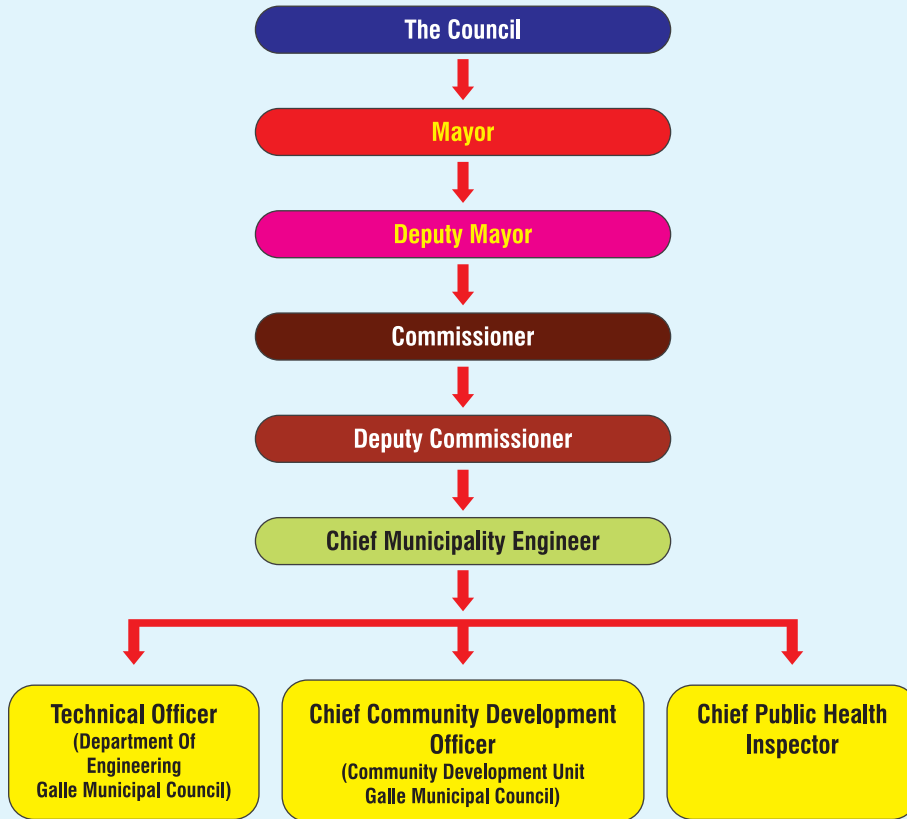 The Council
Mayor
Deputy Mayor
Commissioner
Deputy Commissioner
Chief Municipality Engineer
Technical Officer
(Department Of
Engineering
Galle Municipal Council)
Chief Community Development
Officer
(Community Development Unit
Galle Municipal Council)
Chief Public Health
Inspector